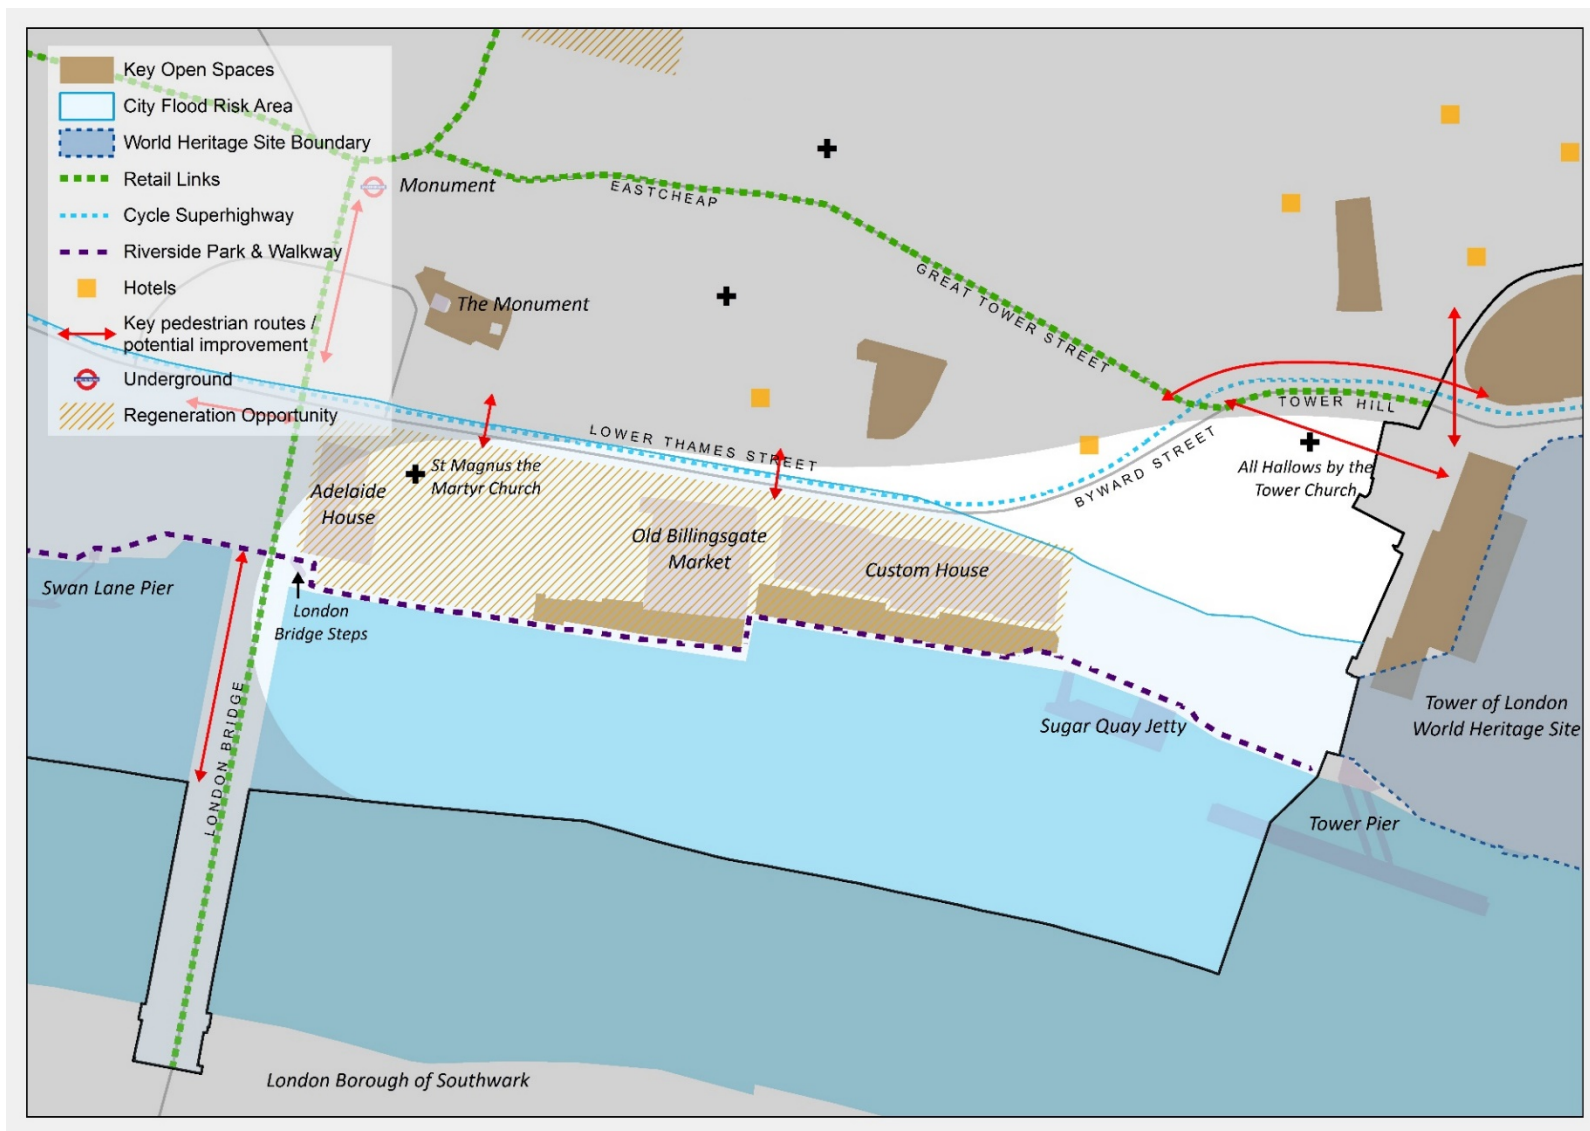 Key Open Spaces
City Flood Risk Area
World Heritage Site Boundary
Retail Links
Cycle Superhighway
Riverside Park & Walkway
Hotels
Key pedestrian routes /
potential improvement
Underground
Regeneration Opportunity
Monument
EASTCHEAP
GREAT TOWER STREET
The Monument
TOWER HILL
LOWER THAMES STREET
BYWARD STREET
St Magnus the
Martyr Church
All Hallows by the
Tower Church
Adelaide
House
Old Billingsgate
Market
Custom House
Swan Lane Pier
London
Bridge Steps
LONDON BRIDGE
Sugar Quay Jetty
Tower of London
World Heritage Site
Tower Pier
London Borough of Southwark